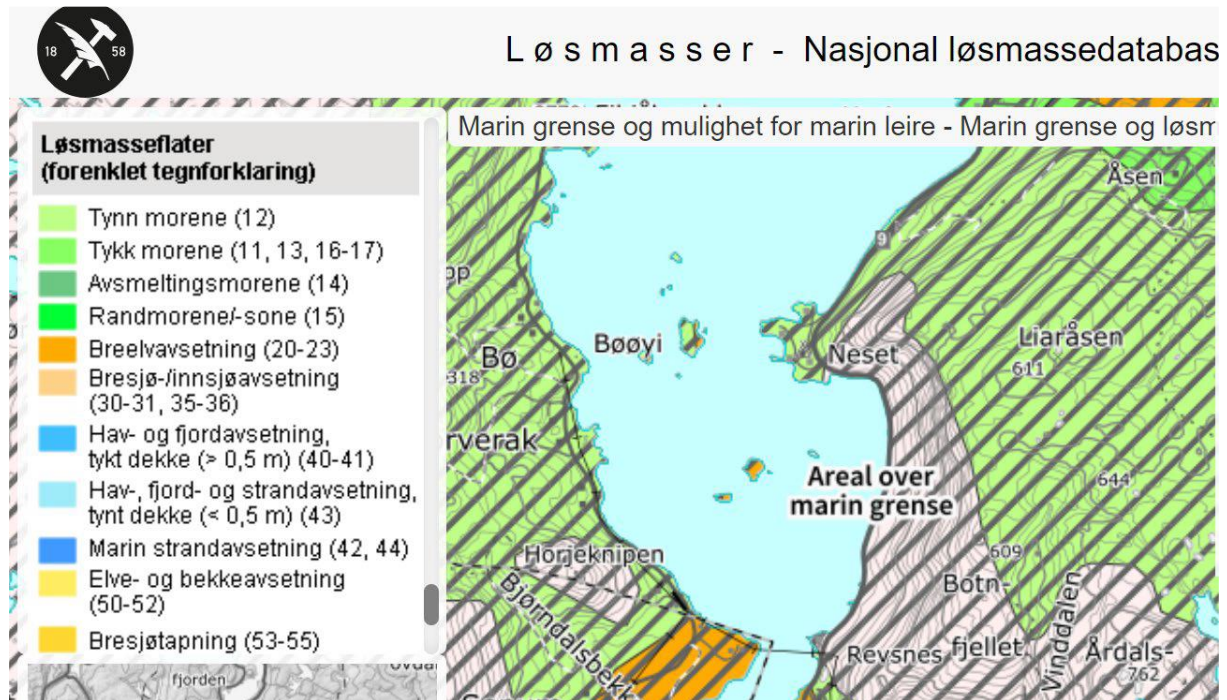 18 58
Løsmasser - Nasjonal løsmassedatabas
Marin grense og mulighet for marin leire - Marin grense og løsm
Løsmasseflater
(forenklet tegnforklaring)
Tynn morene (12)
Tykk morene (11, 13, 16-17)
Avsmeltingsmorene (14)
Randmorene/-sone (15)
Breelvavsetning (20-23)
Bresjø-/innsjøavsetning
(30-31, 35-36)
Hav- og fjordavsetning,
tykt dekke (> 0,5 m) (40-41)
Hav-, fjord- og strandavsetning,
tynt dekke (< 0,5 m) (43)
Marin strandavsetning (42, 44)
Elve- og bekkeavsetning
(50-52)
Bresjøtapning (53-55)
fjorden
Åsen
9
Bøøyi
Neset
Liaråsen
611
Bø
318
rverak
Areal over
marin grense
644
Horjeknipen
609
Botn-
fjellet
Bjørndalsbekk
Revsnes
Vinddalen
Årdals-
762